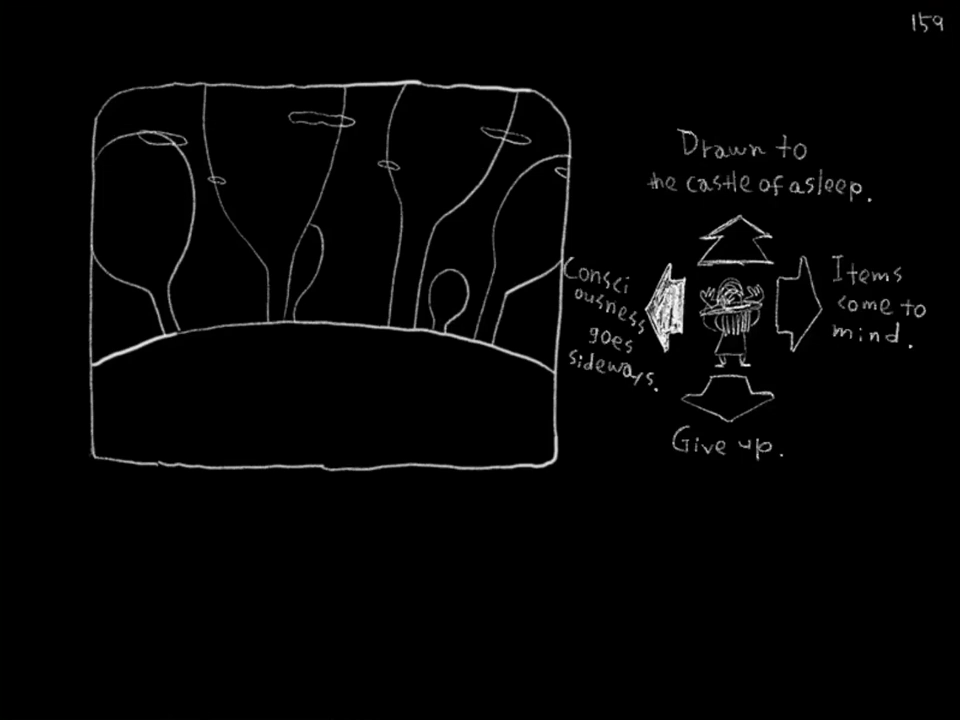 159
Drawn to
the castle of asleep.
Consci
ousness
goes
sideways.
Items
come to
mind.
Give up.